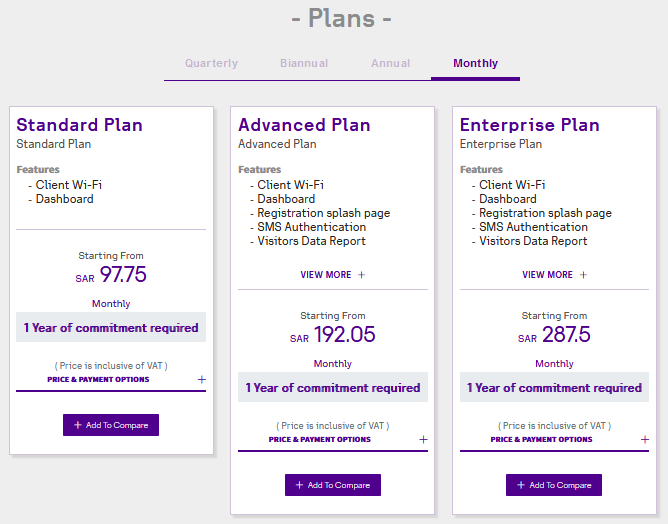 - Plans -
Quarterly Biannual Annual Monthly
Standard Plan
Standard Plan
Features
- Client Wi-Fi
- Dashboard
Starting From
SAR 97.75
Monthly
1 Year of commitment required
( Price is inclusive of VAT )
PRICE & PAYMENT OPTIONS +
+ Add To Compare
Advanced Plan
Advanced Plan
Features
- Client Wi-Fi
- Dashboard
- Registration splash page
- SMS Authentication
- Visitors Data Report
VIEW MORE +
Starting From
SAR 192.05
Monthly
1 Year of commitment required
( Price is inclusive of VAT )
PRICE & PAYMENT OPTIONS +
+ Add To Compare
Enterprise Plan
Enterprise Plan
Features
- Client Wi-Fi
- Dashboard
- Registration splash page
- SMS Authentication
- Visitors Data Report
VIEW MORE +
Starting From
SAR 287.5
Monthly
1 Year of commitment required
( Price is inclusive of VAT )
PRICE & PAYMENT OPTIONS +
+ Add To Compare